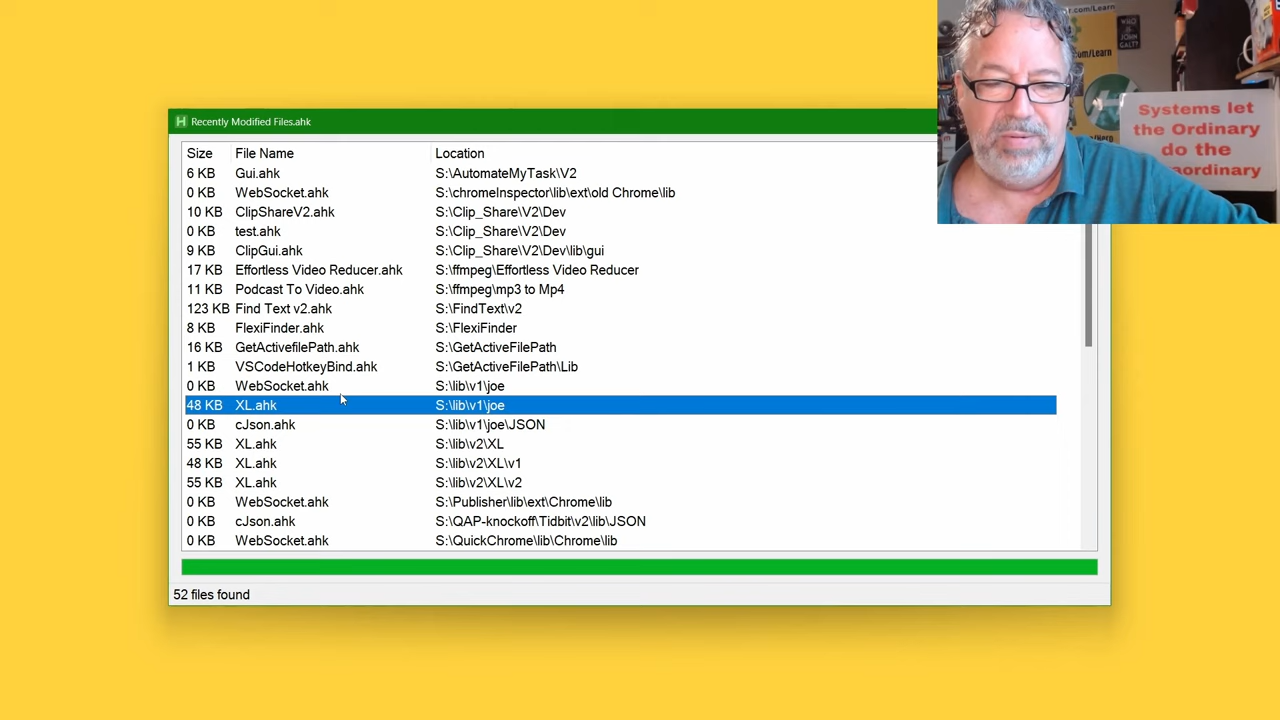 r.com/Learn
WHO
JOHN
GALT?
om/Learn
Systems let
the Ordinary
do the
aordinary
Recently Modified Files.ahk
Size File Name Location
6 KB Gui.ahk S:\AutomateMyTask\V2
0 KB WebSocket.ahk S:\chromeInspector\lib\ext\old Chrome\lib
10 KB ClipShareV2.ahk S:\Clip_Share\V2\Dev
0 KB test.ahk S:\Clip_Share\V2\Dev
9 KB ClipGui.ahk S:\Clip_Share\V2\Dev\lib\gui
17 KB Effortless Video Reducer.ahk S:\ffmpeg\Effortless Video Reducer
11 KB Podcast To Video.ahk S:\ffmpeg\mp3 to Mp4
123 KB Find Text v2.ahk S:\FindText\v2
8 KB FlexiFinder.ahk S:\FlexiFinder
16 KB GetActivefilePath.ahk S:\GetActiveFilePath
1 KB VSCodeHotkeyBind.ahk S:\GetActiveFilePath\Lib
0 KB WebSocket.ahk S:\lib\v1\joe
48 KB XL.ahk S:\lib\v1\joe
0 KB cJson.ahk S:\lib\v1\joe\JSON
55 KB XL.ahk S:\lib\v2\XL
48 KB XL.ahk S:\lib\v2\XL\v1
55 KB XL.ahk S:\lib\v2\XL\v2
0 KB WebSocket.ahk S:\Publisher\lib\ext\Chrome\lib
0 KB cJson.ahk S:\QAP-knockoff\Tidbit\v2\lib\JSON
0 KB WebSocket.ahk S:\QuickChrome\lib\Chrome\lib
52 files found